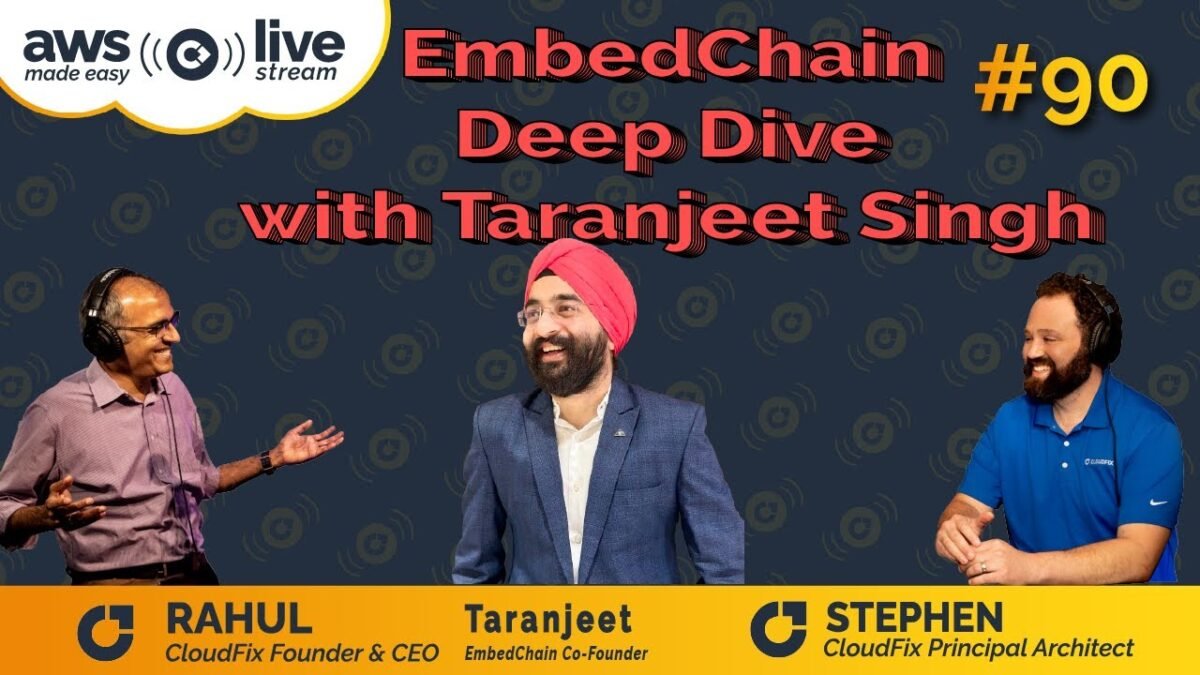 aws live
made easy stream
EmbedChain
Deep Dive
with Taranjeet Singh
#90
CLOUDFIX
RAHUL
CloudFix Founder & CEO
Taranjeet
EmbedChain Co-Founder
STEPHEN
CloudFix Principal Architect